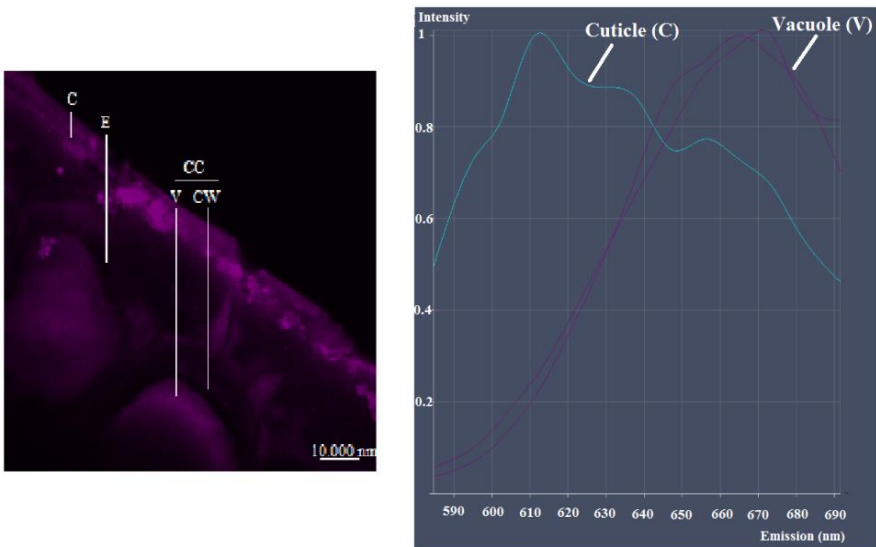 C
E
CC
V CW
10.000 nm
Intensity
1
Cuticle (C)
Vacuole (V)
0.8
0.6
0.4
0.2
590 600 610 620 630 640 650 660 670 680 690
Emission (nm)